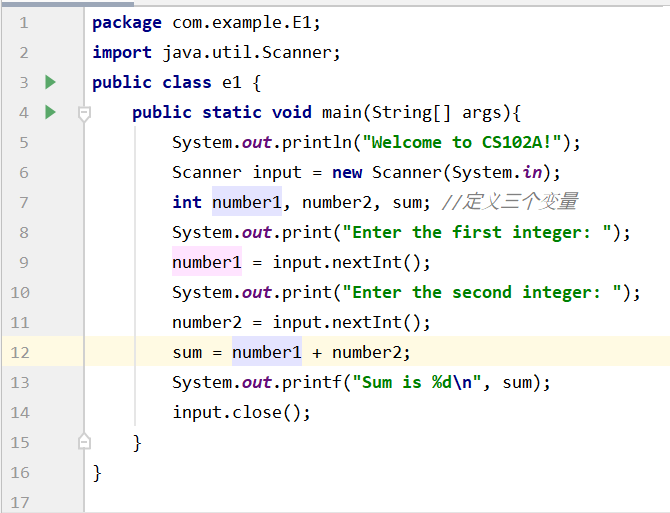 1 package com.example.E1;
2 import java.util.Scanner;
3 public class e1 {
4 public static void main(String[] args){
5 System.out.println("Welcome to CS102A!");
6 Scanner input = new Scanner(System.in);
7 int number1, number2, sum; //定义三个变量
8 System.out.print("Enter the first integer: ");
9 number1 = input.nextInt();
10 System.out.print("Enter the second integer: ");
11 number2 = input.nextInt();
12 sum = number1 + number2;
13 System.out.printf("Sum is %d\n", sum);
14 input.close();
15 }
16 }
17